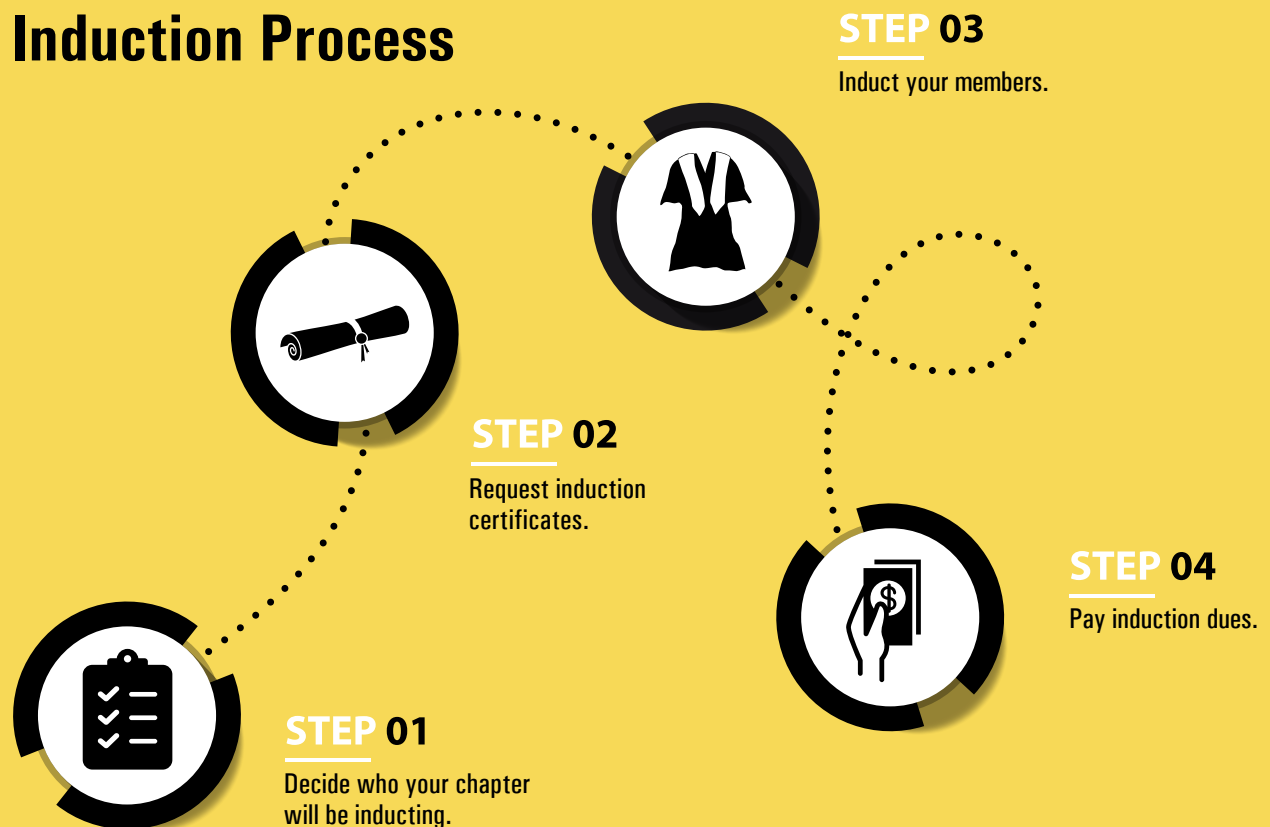 Induction Process
STEP 01
Decide who your chapter
will be inducting.
STEP 02
Request induction
certificates.
STEP 03
Induct your members.
STEP 04
Pay induction dues.
$